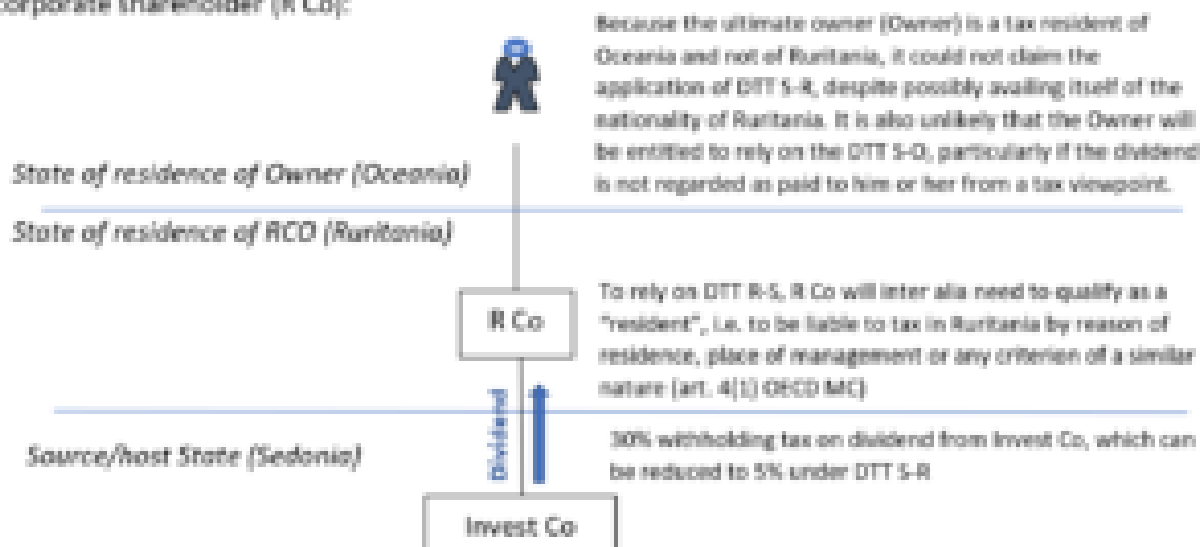 corporate shareholder (R Co):
Because the ultimate owner (Owner) is a tax resident of
Oceania and not of Ruritania, it could not claim the
application of DTT S-R, despite possibly availing itself of the
nationality of Ruritania. It is also unlikely that the Owner will
be entitled to rely on the DTT S-O, particularly if the dividend
is not regarded as paid to him or her from a tax viewpoint.
State of residence of Owner (Oceania)
State of residence of RCO (Ruritania)
To rely on DTT R-S, R Co will inter alia need to qualify as a
"resident", i.e. to be liable to tax in Ruritania by reason of
residence, place of management or any criterion of a similar
nature (art. 4(1) OECD MC)
R Co
Dividend
30% withholding tax on dividend from Invest Co, which can
be reduced to 5% under DTT S-R
Source/host State (Sedonia)
Invest Co